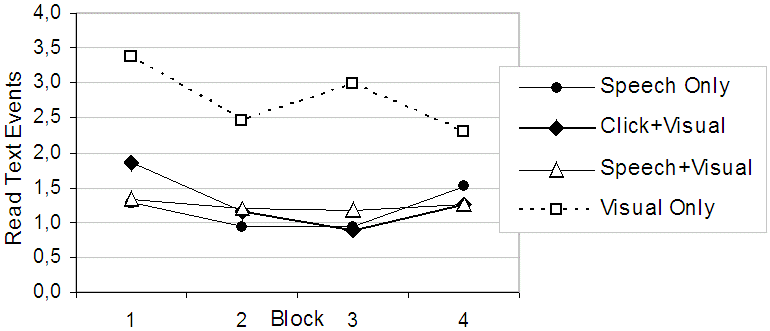 4,0
3,5
3,0
2,5
2,0
1,5
1,0
0,5
0,0
Read Text Events
1 2 Block 3 4
Speech Only
Click+Visual
Speech+Visual
Visual Only